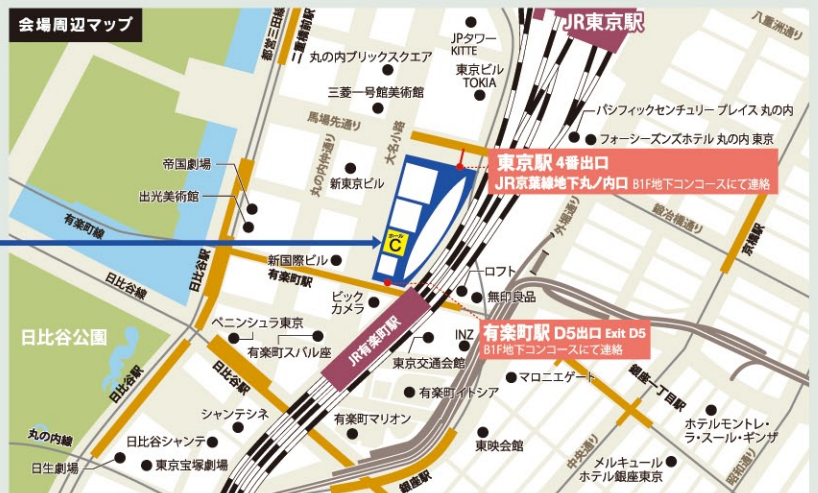 会場周辺マップ
都営三田線
二重橋前駅
JPタワー
KITTE
JR東京駅
八重洲通り
丸の内ブリックスクエア
東京ビル
TOKIA
三菱一号館美術館
馬場先通り
丸の内仲通り
大名小路
パシフィックセンチュリー プレイス 丸の内
フォーシーズンズホテル 丸の内 東京
帝国劇場
新東京ビル
東京駅 4番出口
JR京葉線地下丸ノ内口 B1F地下コンコースにて連絡
出光美術館
有楽町線
ホール
C
外堀通り
鍛冶橋通り
京橋駅
日比谷線
日比谷駅
新国際ビル
有楽町駅
ロフト
無印良品
ビック
カメラ
日比谷公園
ペニンシュラ東京
有楽町スバル座
JR有楽町駅
INZ
有楽町駅 D5出口 Exit D5
B1F地下コンコースにて連絡
東京交通会館
日比谷駅
日比谷駅
マロニエゲート
銀座一丁目駅
有楽町イトシア
シャンテシネ
有楽町マリオン
ホテルモントレ・
ラ・スール・ギンザ
丸の内線
日比谷シャンテ
東映会館
中央通り
昭和通り
日生劇場
東京宝塚劇場
銀座駅
メルキュール
ホテル銀座東京